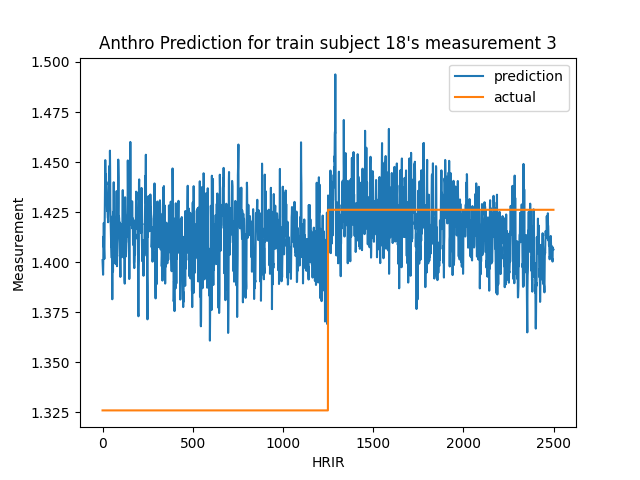 Anthro Prediction for train subject 18's measurement 3
1.500
1.475
1.450
1.425
1.400
1.375
1.350
1.325
Measurement
prediction
actual
0
500
1000
1500
2000
2500
HRIR